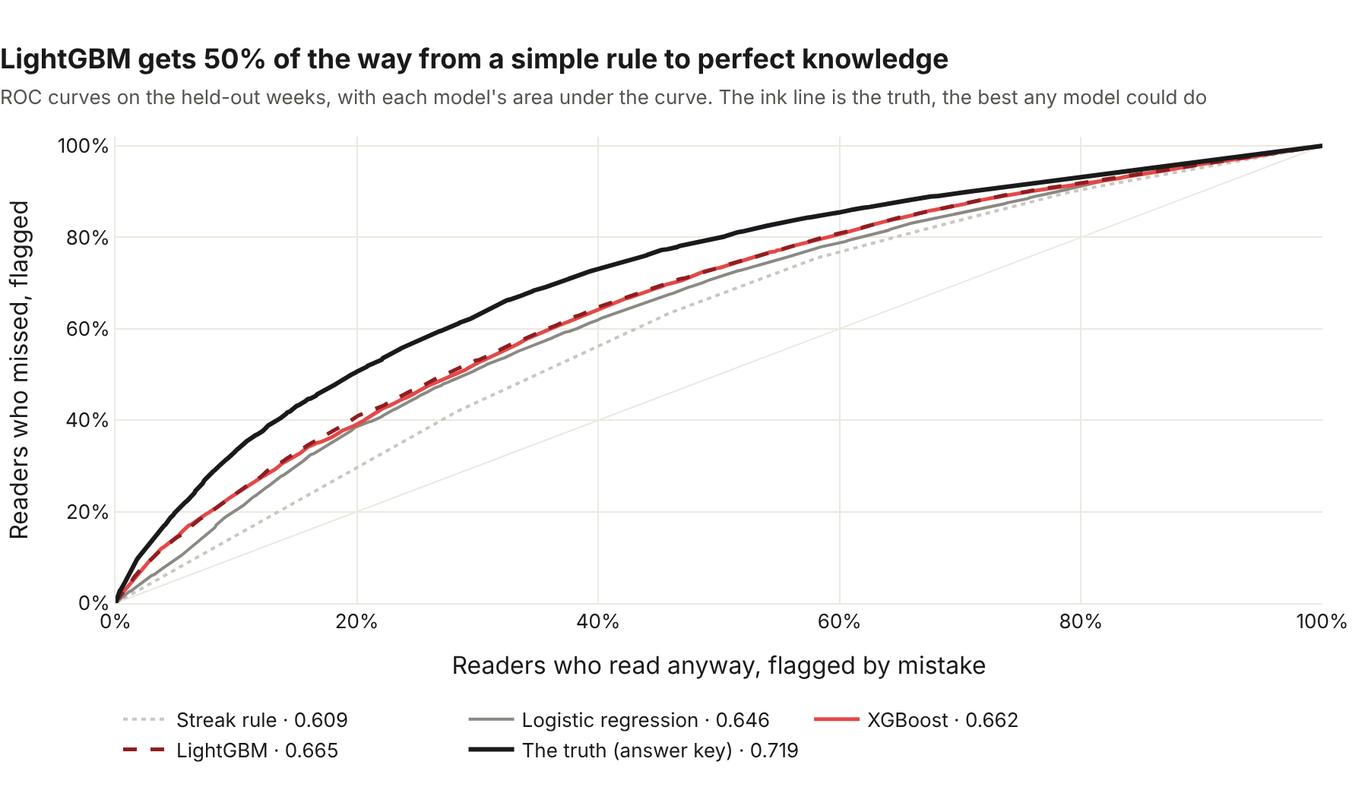 LightGBM gets 50% of the way from a simple rule to perfect knowledge
ROC curves on the held-out weeks, with each model's area under the curve. The ink line is the truth, the best any model could do
Readers who missed, flagged
100%
80%
60%
40%
20%
0%
0%
20%
40%
60%
80%
100%
Readers who read anyway, flagged by mistake
Streak rule · 0.609
Logistic regression · 0.646
XGBoost · 0.662
LightGBM · 0.665
The truth (answer key) · 0.719